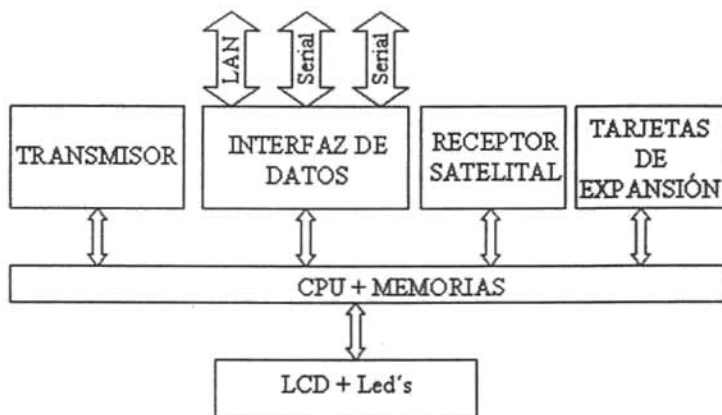 LAN
Serial
Serial
TRANSMISOR
INTERFAZ DE
DATOS
RECEPTOR
SATELITAL
TARJETAS
DE
EXPANSIÓN
CPU + MEMORIAS
LCD + Led´s